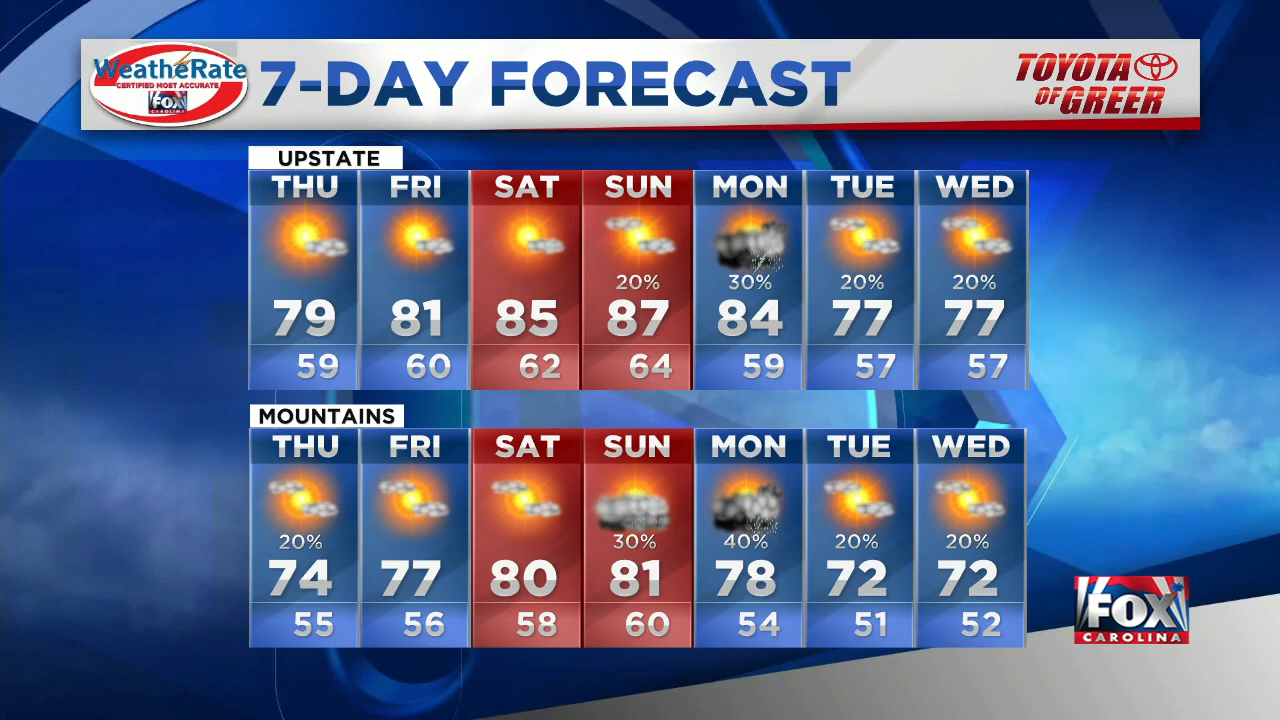 WeatheRate
CERTIFIED MOST ACCURATE
FOX
CAROLINA
7-DAY FORECAST
TOYOTA
OF GREER
UPSTATE
THU FRI SAT SUN MON TUE WED
20% 30% 20% 20%
79 81 85 87 84 77 77
59 60 62 64 59 57 57
MOUNTAINS
THU FRI SAT SUN MON TUE WED
20% 30% 40% 20% 20%
74 77 80 81 78 72 72
55 56 58 60 54 51 52
FOX
CAROLINA